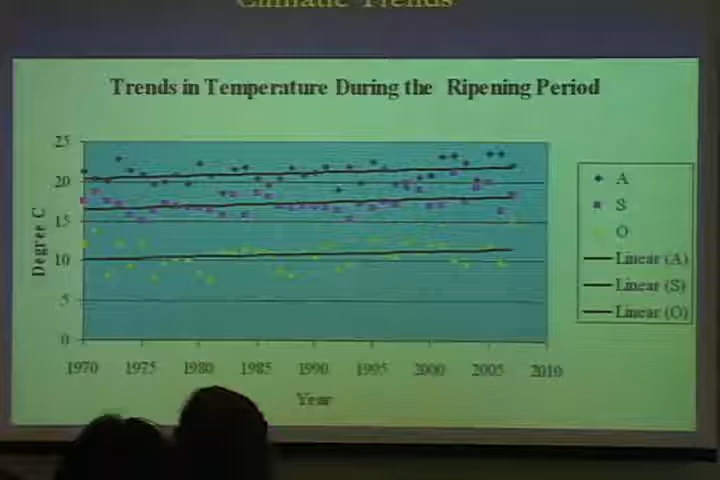 Climatic Trends
Trends in Temperature During the Ripening Period
25
20
15
10
5
0
Degree C
1970 1975 1980 1985 1990 1995 2000 2005 2010
Year
A
S
O
Linear (A)
Linear (S)
Linear (O)